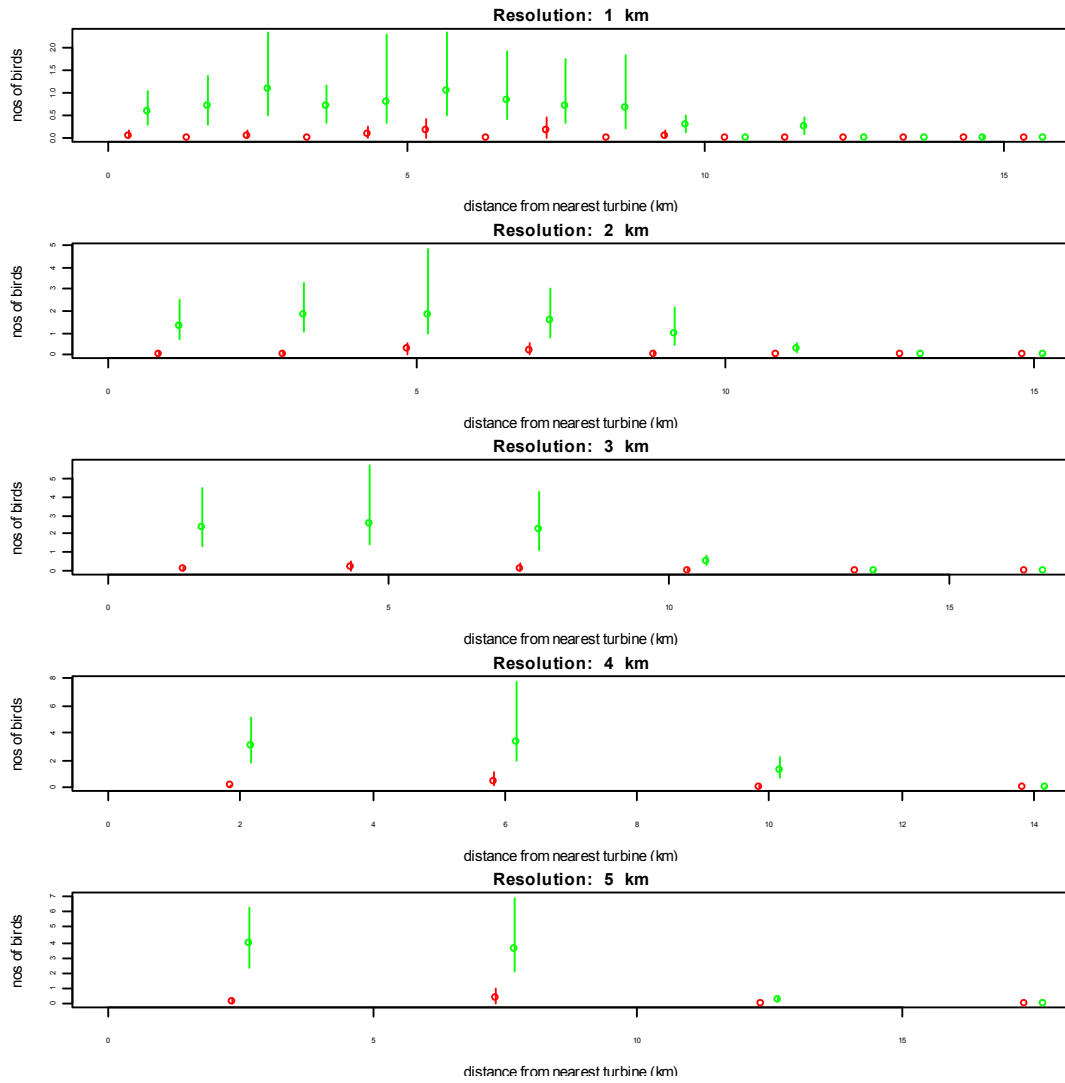 Resolution: 1 km
nos of birds
0.0 0.5 1.0 1.5 2.0
0 5 10 15
distance from nearest turbine (km)
Resolution: 2 km
nos of birds
0 1 2 3 4 5
0 5 10 15
distance from nearest turbine (km)
Resolution: 3 km
nos of birds
0 1 2 3 4 5
0 5 10 15
distance from nearest turbine (km)
Resolution: 4 km
nos of birds
0 2 4 6 8
0 2 4 6 8 10 12 14
distance from nearest turbine (km)
Resolution: 5 km
nos of birds
0 1 2 3 4 5 6 7
0 5 10 15
distance from nearest turbine (km)